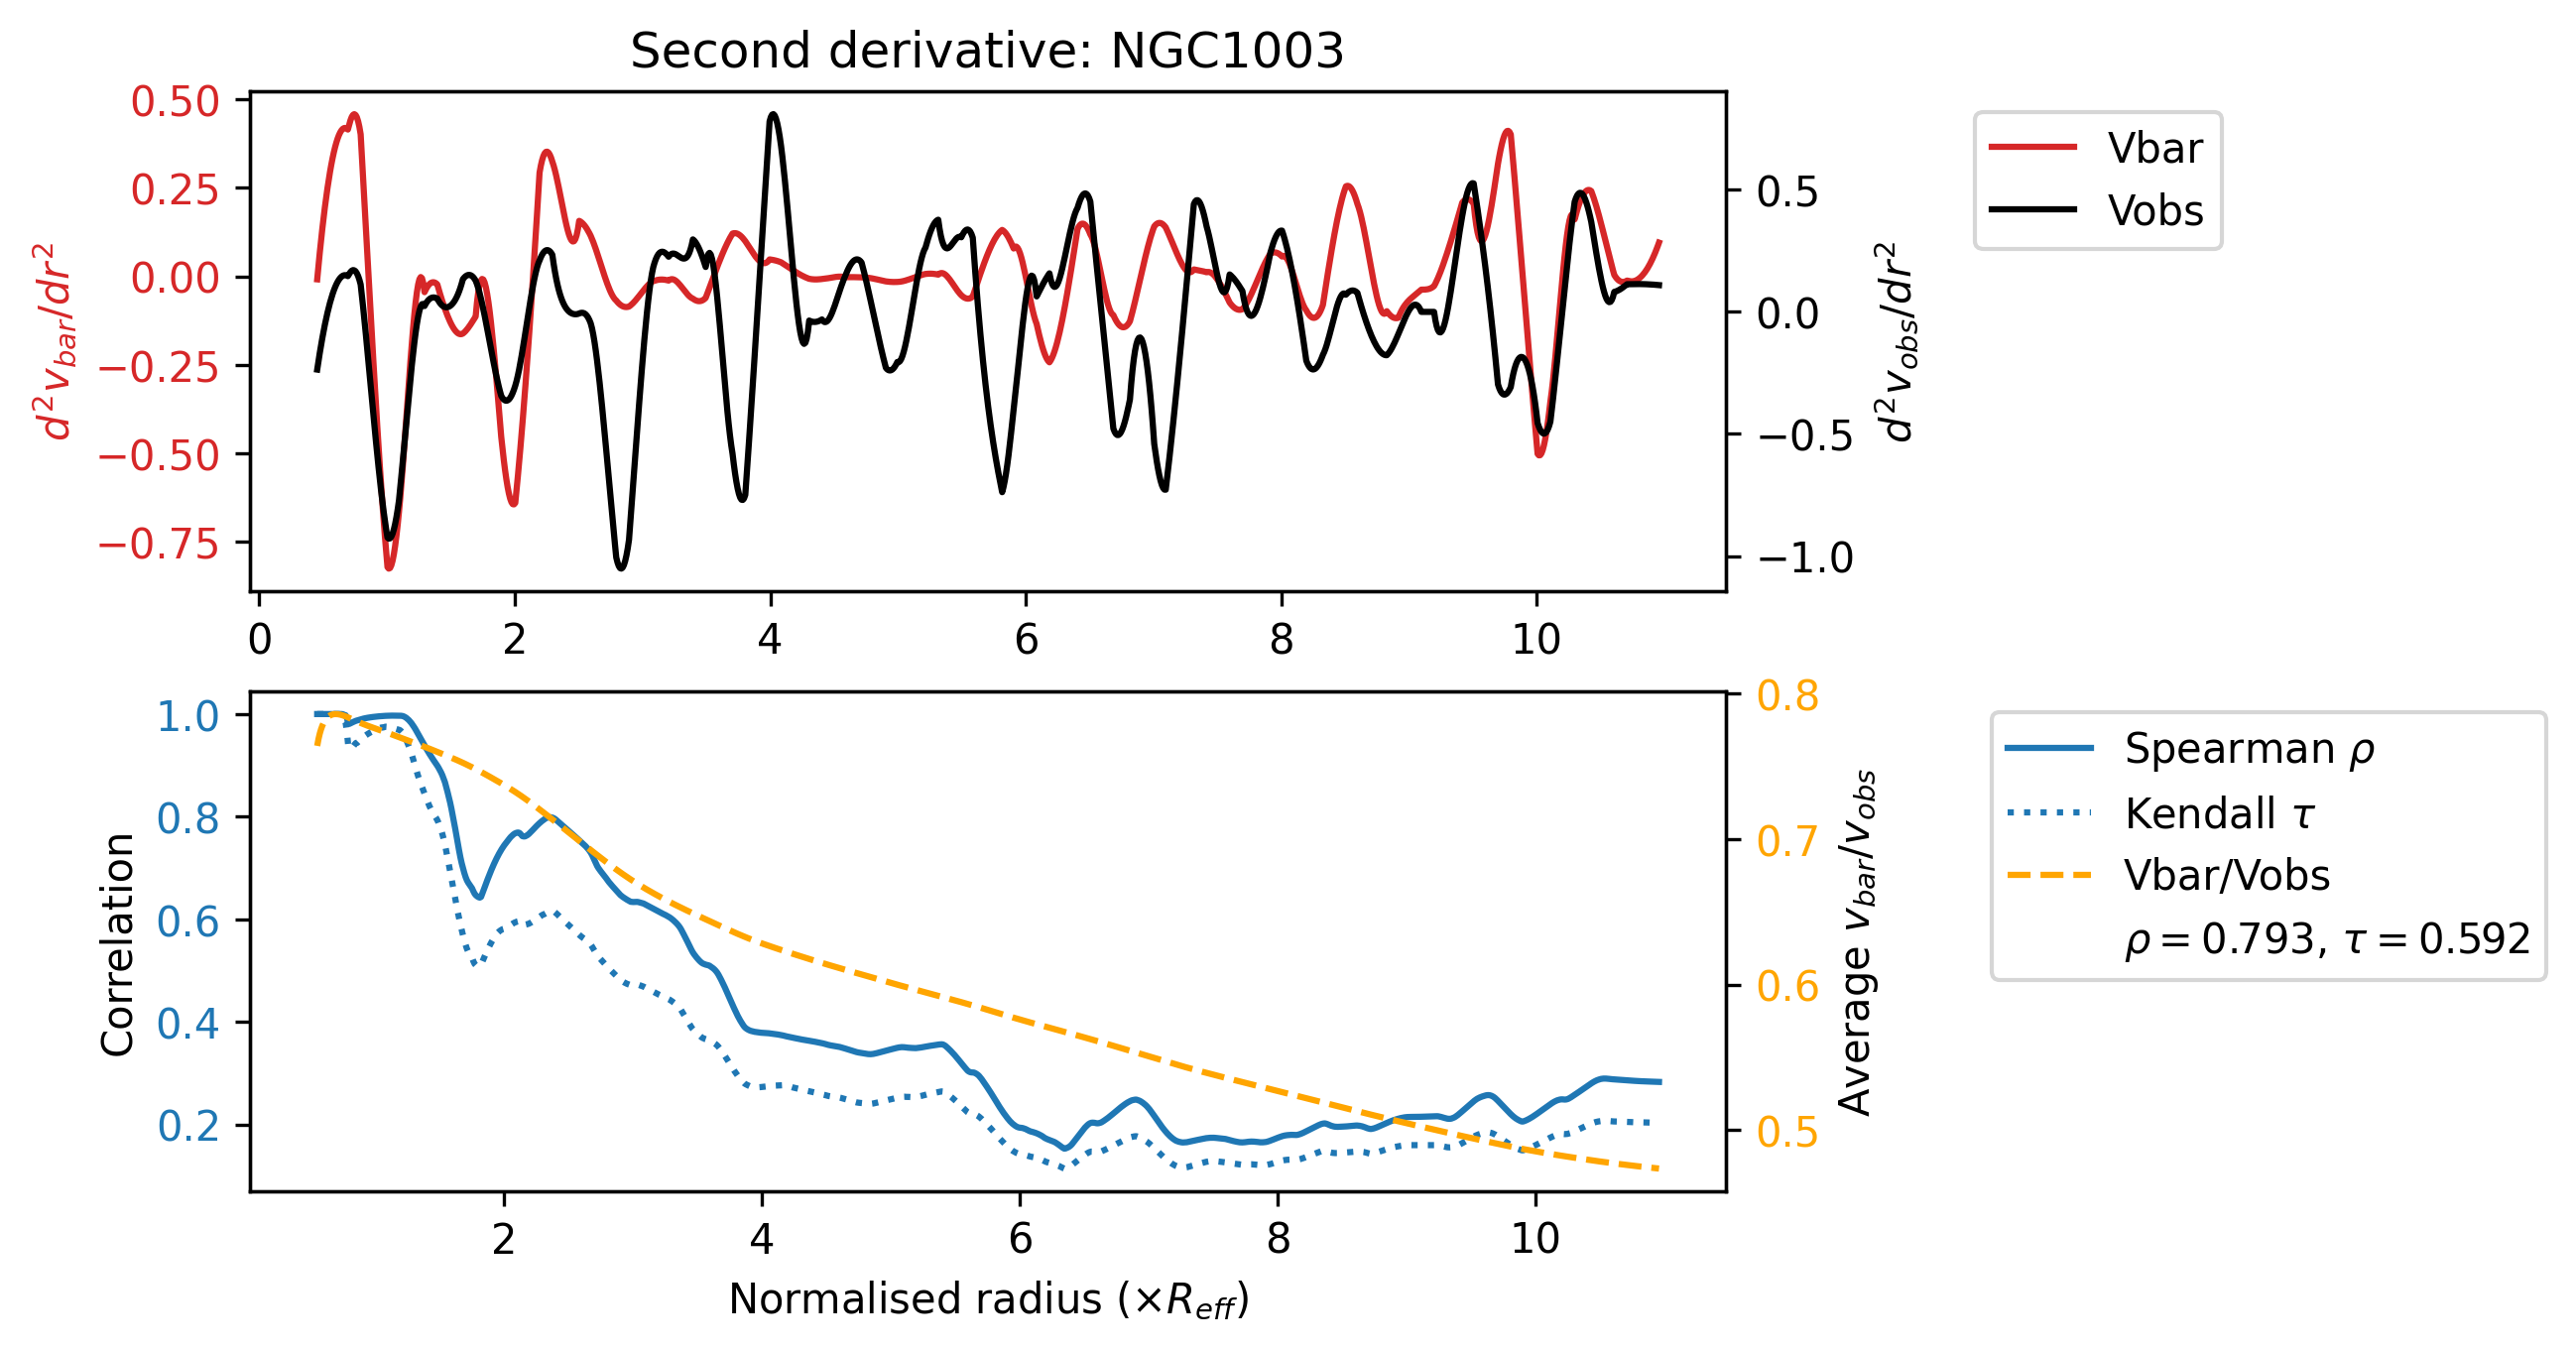 Second derivative: NGC1003
0.50
0.25
0.00
−0.25
−0.50
−0.75
d²v_bar/dr²
0.5
0.0
−0.5
−1.0
d²v_obs/dr²
0 2 4 6 8 10
Vbar
Vobs
1.0
0.8
0.6
0.4
0.2
Correlation
0.8
0.7
0.6
0.5
Average v_bar/v_obs
2 4 6 8 10
Normalised radius (×R_eff)
Spearman ρ
Kendall τ
Vbar/Vobs
ρ = 0.793, τ = 0.592